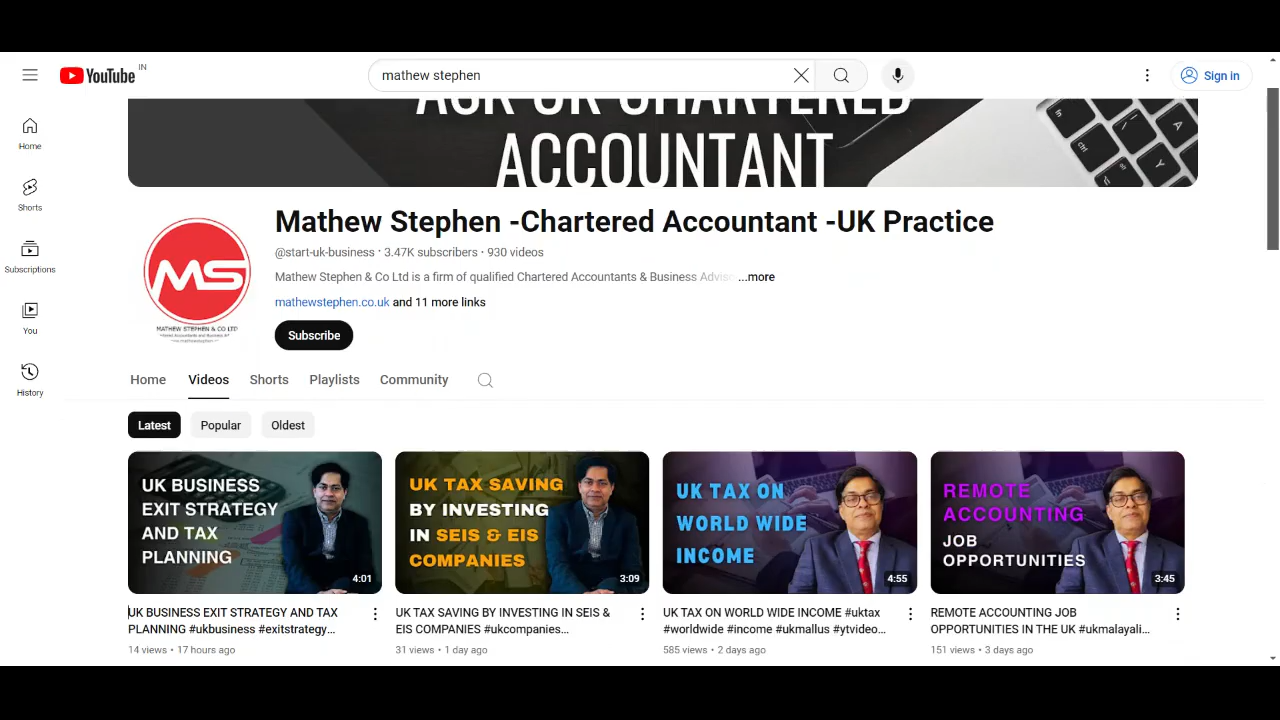 YouTube IN
mathew stephen
Sign in
Home
Shorts
Subscriptions
You
History
ASK UK CHARTERED
ACCOUNTANT
MS
MATHEW STEPHEN & CO LTD
Mathew Stephen -Chartered Accountant -UK Practice
@start-uk-business • 3.47K subscribers • 930 videos
Mathew Stephen & Co Ltd is a firm of qualified Chartered Accountants & Business Adviso ...more
mathewstephen.co.uk and 11 more links
Subscribe
Home Videos Shorts Playlists Community
Latest Popular Oldest
UK BUSINESS
EXIT STRATEGY
AND TAX
PLANNING
4:01
UK BUSINESS EXIT STRATEGY AND TAX
PLANNING #ukbusiness #exitstrategy...
14 views • 17 hours ago
UK TAX SAVING
BY INVESTING
IN SEIS & EIS
COMPANIES
3:09
UK TAX SAVING BY INVESTING IN SEIS &
EIS COMPANIES #ukcompanies...
31 views • 1 day ago
UK TAX ON
WORLD WIDE
INCOME
4:55
UK TAX ON WORLD WIDE INCOME #uktax
#worldwide #income #ukmallus #ytvideo...
585 views • 2 days ago
REMOTE
ACCOUNTING
JOB
OPPORTUNITIES
3:45
REMOTE ACCOUNTING JOB
OPPORTUNITIES IN THE UK #ukmalayali...
151 views • 3 days ago